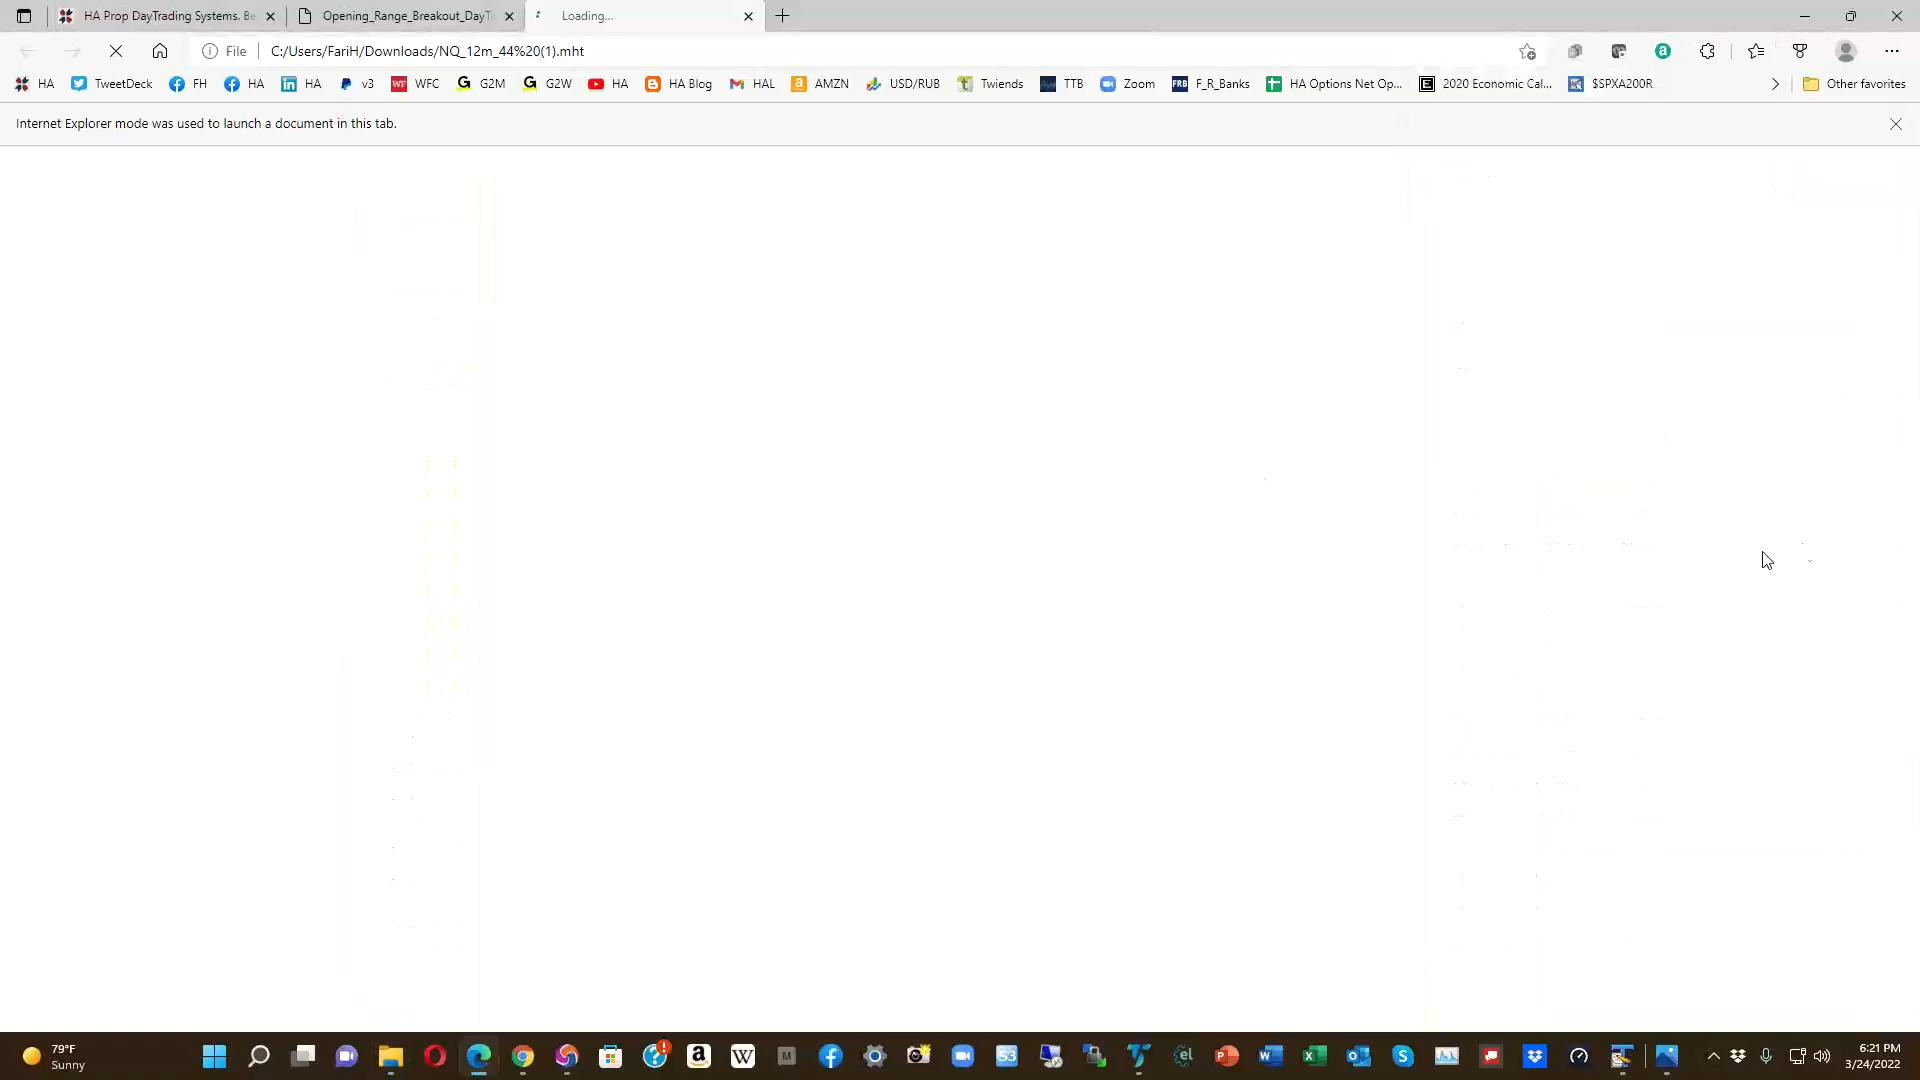 HA Prop DayTrading Systems. Be
Opening_Range_Breakout_DayT
Loading...
File
C:/Users/FariH/Downloads/NQ_12m_44%20(1).mht
HA
TweetDeck
FH
HA
HA
v3
WFC
G2M
G2W
HA
HA Blog
HAL
AMZN
USD/RUB
Twiends
TTB
Zoom
FRB
F_R_Banks
HA Options Net Op...
2020 Economic Cal...
$SPXA200R
Other favorites
Internet Explorer mode was used to launch a document in this tab.
79°F
Sunny
6:21 PM
3/24/2022